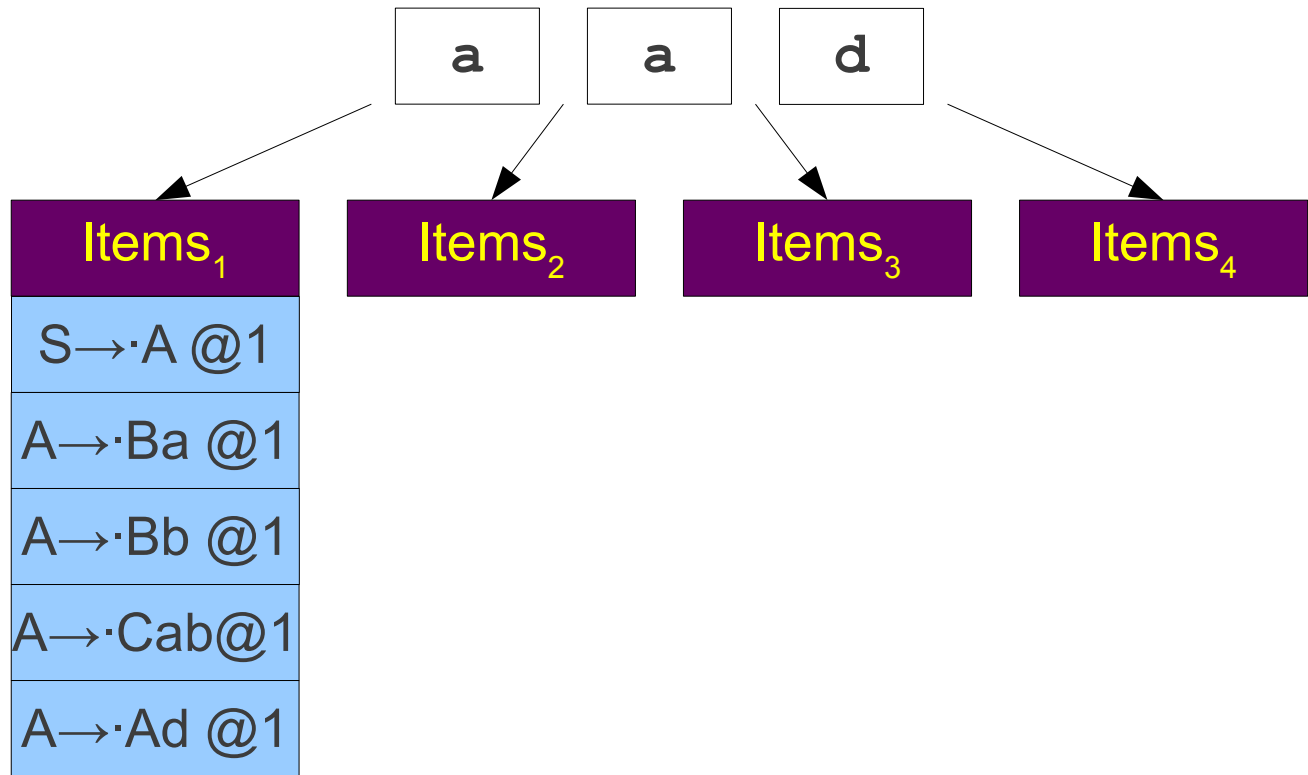 a a d
Items₁ Items₂ Items₃ Items₄
S→·A @1
A→·Ba @1
A→·Bb @1
A→·Cab@1
A→·Ad @1